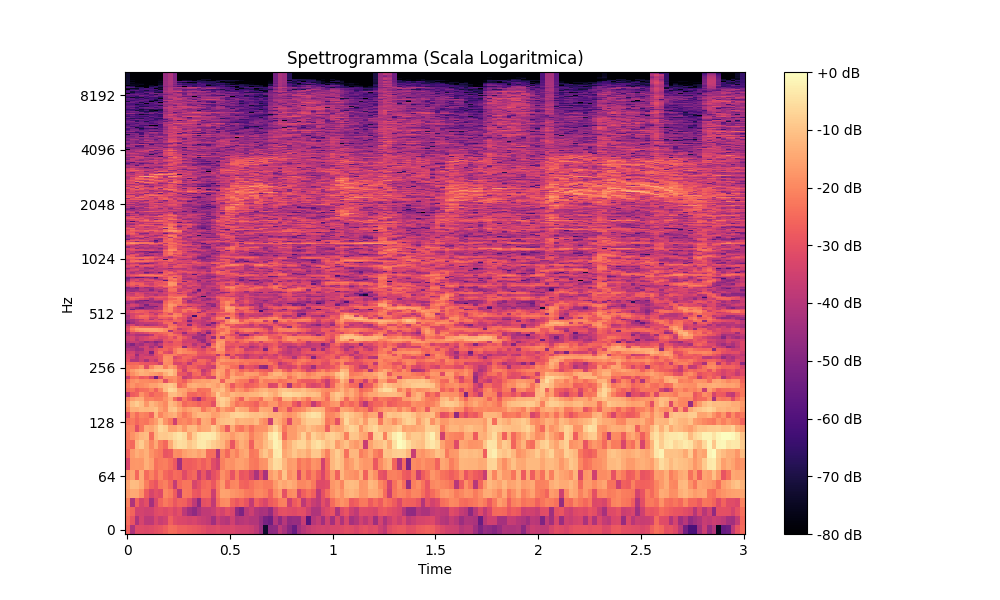 Spettrogramma (Scala Logaritmica)
Hz
8192
4096
2048
1024
512
256
128
64
0
0 0.5 1 1.5 2 2.5 3
Time
+0 dB
-10 dB
-20 dB
-30 dB
-40 dB
-50 dB
-60 dB
-70 dB
-80 dB